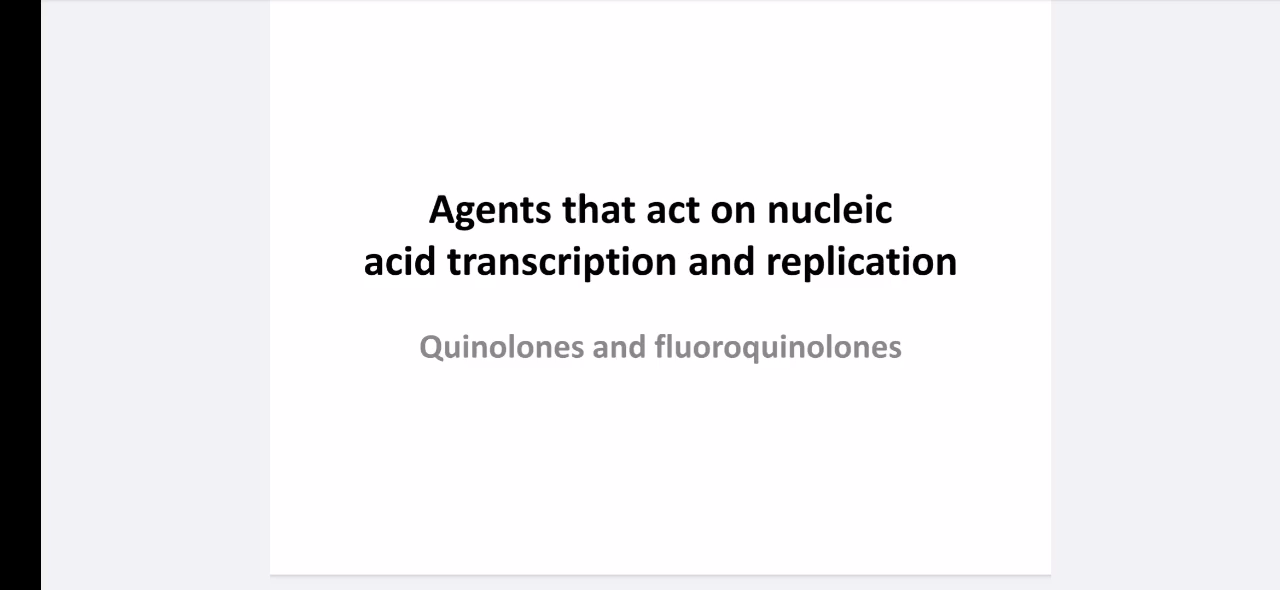 Agents that act on nucleic
acid transcription and replication
Quinolones and fluoroquinolones